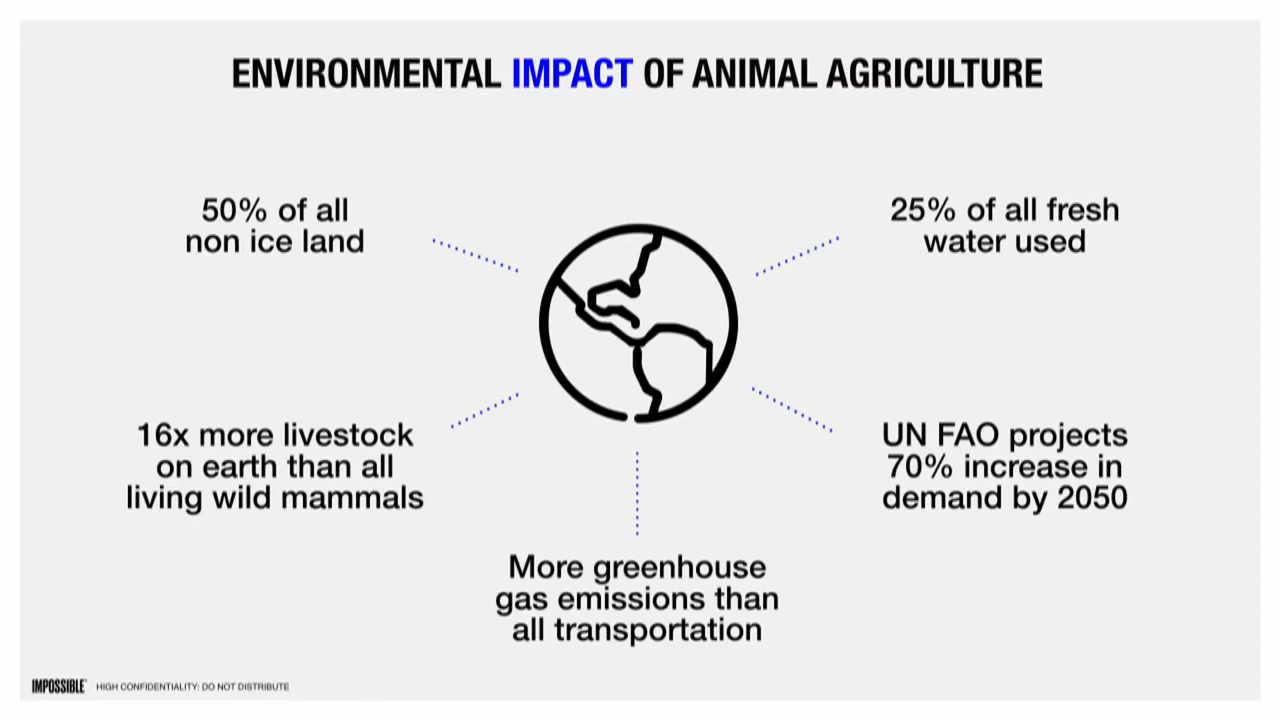 ENVIRONMENTAL IMPACT OF ANIMAL AGRICULTURE
50% of all
non ice land
25% of all fresh
water used
16x more livestock
on earth than all
living wild mammals
UN FAO projects
70% increase in
demand by 2050
More greenhouse
gas emissions than
all transportation
IMPOSSIBLE HIGH CONFIDENTIALITY: DO NOT DISTRIBUTE